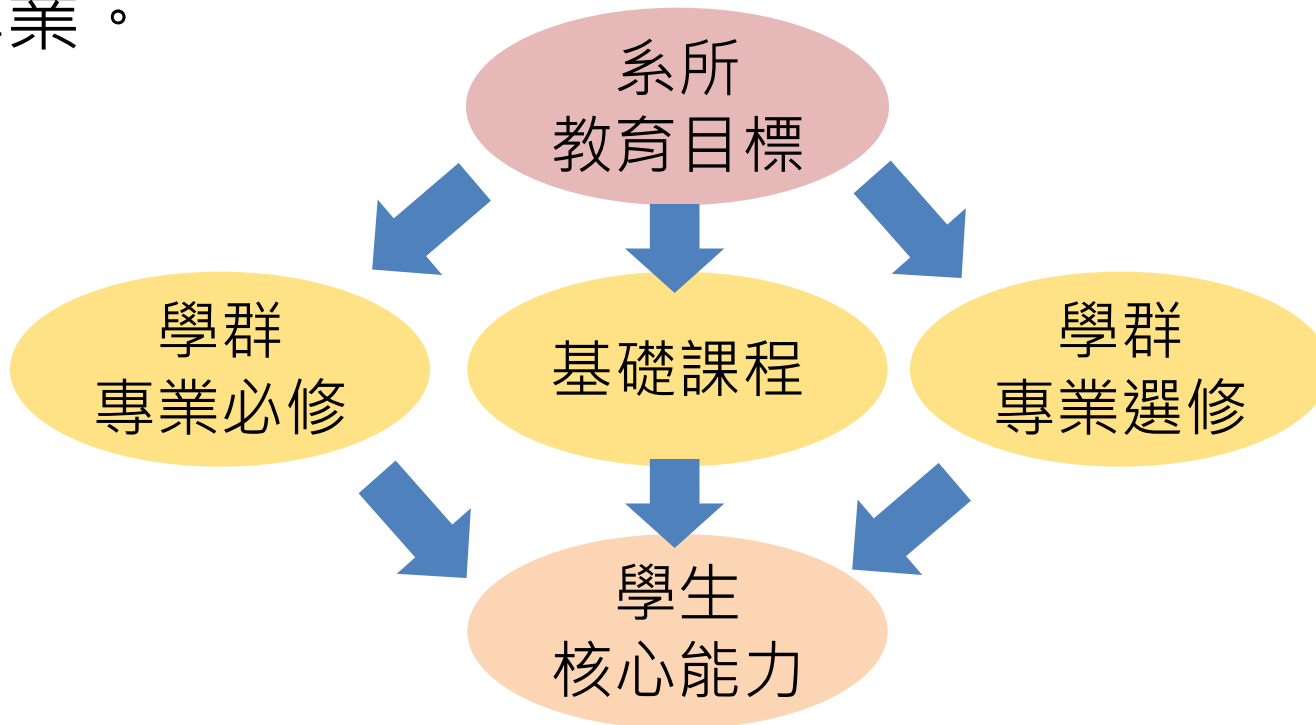 業。
系所
教育目標
學群
專業必修
基礎課程
學群
專業選修
學生
核心能力